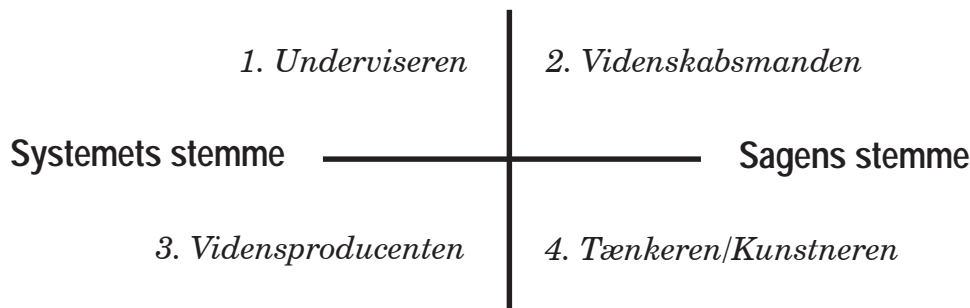 1. Underviseren
2. Videnskabsmanden
Systemets stemme
Sagens stemme
3. Vidensproducenten
4. Tænkeren/Kunstneren